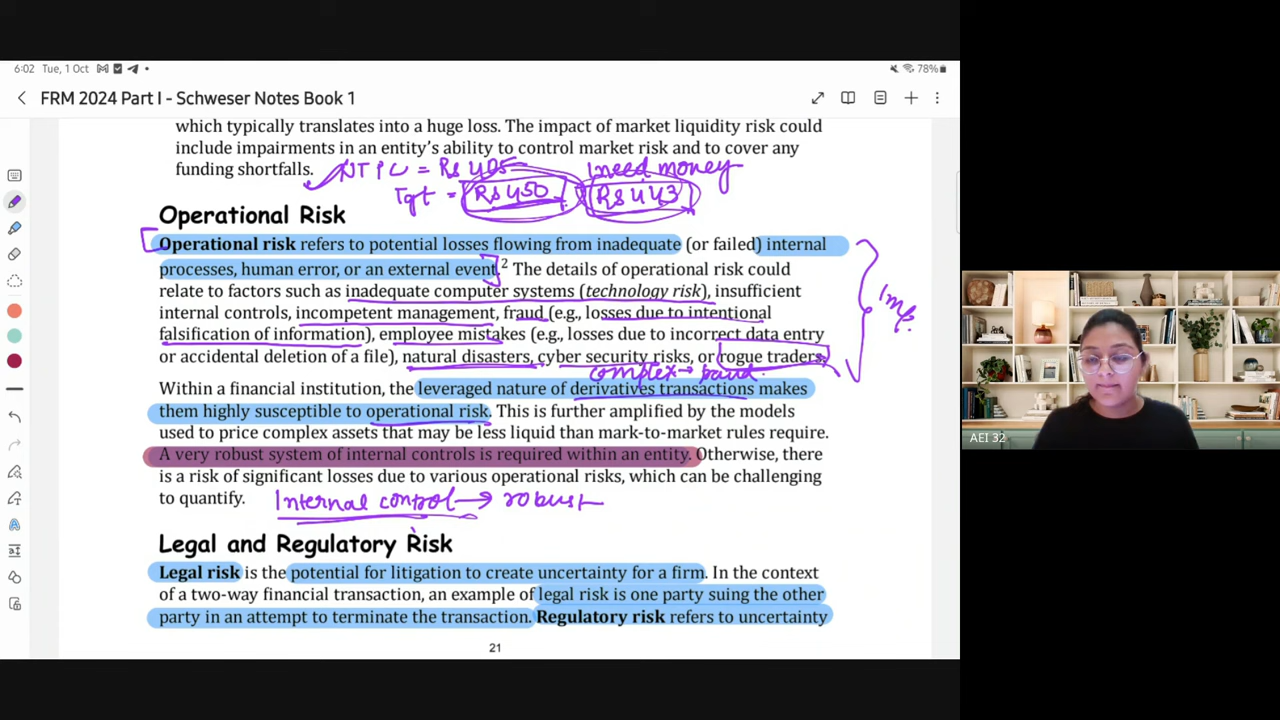 6:02 Tue, 1 Oct 78%
FRM 2024 Part I - Schweser Notes Book 1
which typically translates into a huge loss. The impact of market liquidity risk could
include impairments in an entity's ability to control market risk and to cover any
funding shortfalls. NTPC = Rs 405 I need money
Tgt = Rs 450 Rs 443
Operational Risk
Operational risk refers to potential losses flowing from inadequate (or failed) internal
processes, human error, or an external event.2 The details of operational risk could
relate to factors such as inadequate computer systems (technology risk), insufficient
internal controls, incompetent management, fraud (e.g., losses due to intentional
falsification of information), employee mistakes (e.g., losses due to incorrect data entry
or accidental deletion of a file), natural disasters, cyber security risks, or rogue traders.
Imp.
complex
Within a financial institution, the leveraged nature of derivatives transactions makes
them highly susceptible to operational risk. This is further amplified by the models
used to price complex assets that may be less liquid than mark-to-market rules require.
A very robust system of internal controls is required within an entity. Otherwise, there
is a risk of significant losses due to various operational risks, which can be challenging
to quantify. Internal control → robust
Legal and Regulatory Risk
Legal risk is the potential for litigation to create uncertainty for a firm. In the context
of a two-way financial transaction, an example of legal risk is one party suing the other
party in an attempt to terminate the transaction. Regulatory risk refers to uncertainty
21
AEI 32